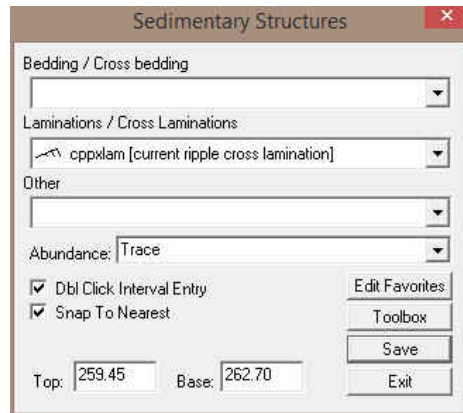 Sedimentary Structures
Bedding / Cross bedding
Laminations / Cross Laminations
cppxlam [current ripple cross lamination]
Other
Abundance: Trace
Dbl Click Interval Entry Edit Favorites
Snap To Nearest Toolbox
Save
Top: 259.45 Base: 262.70 Exit